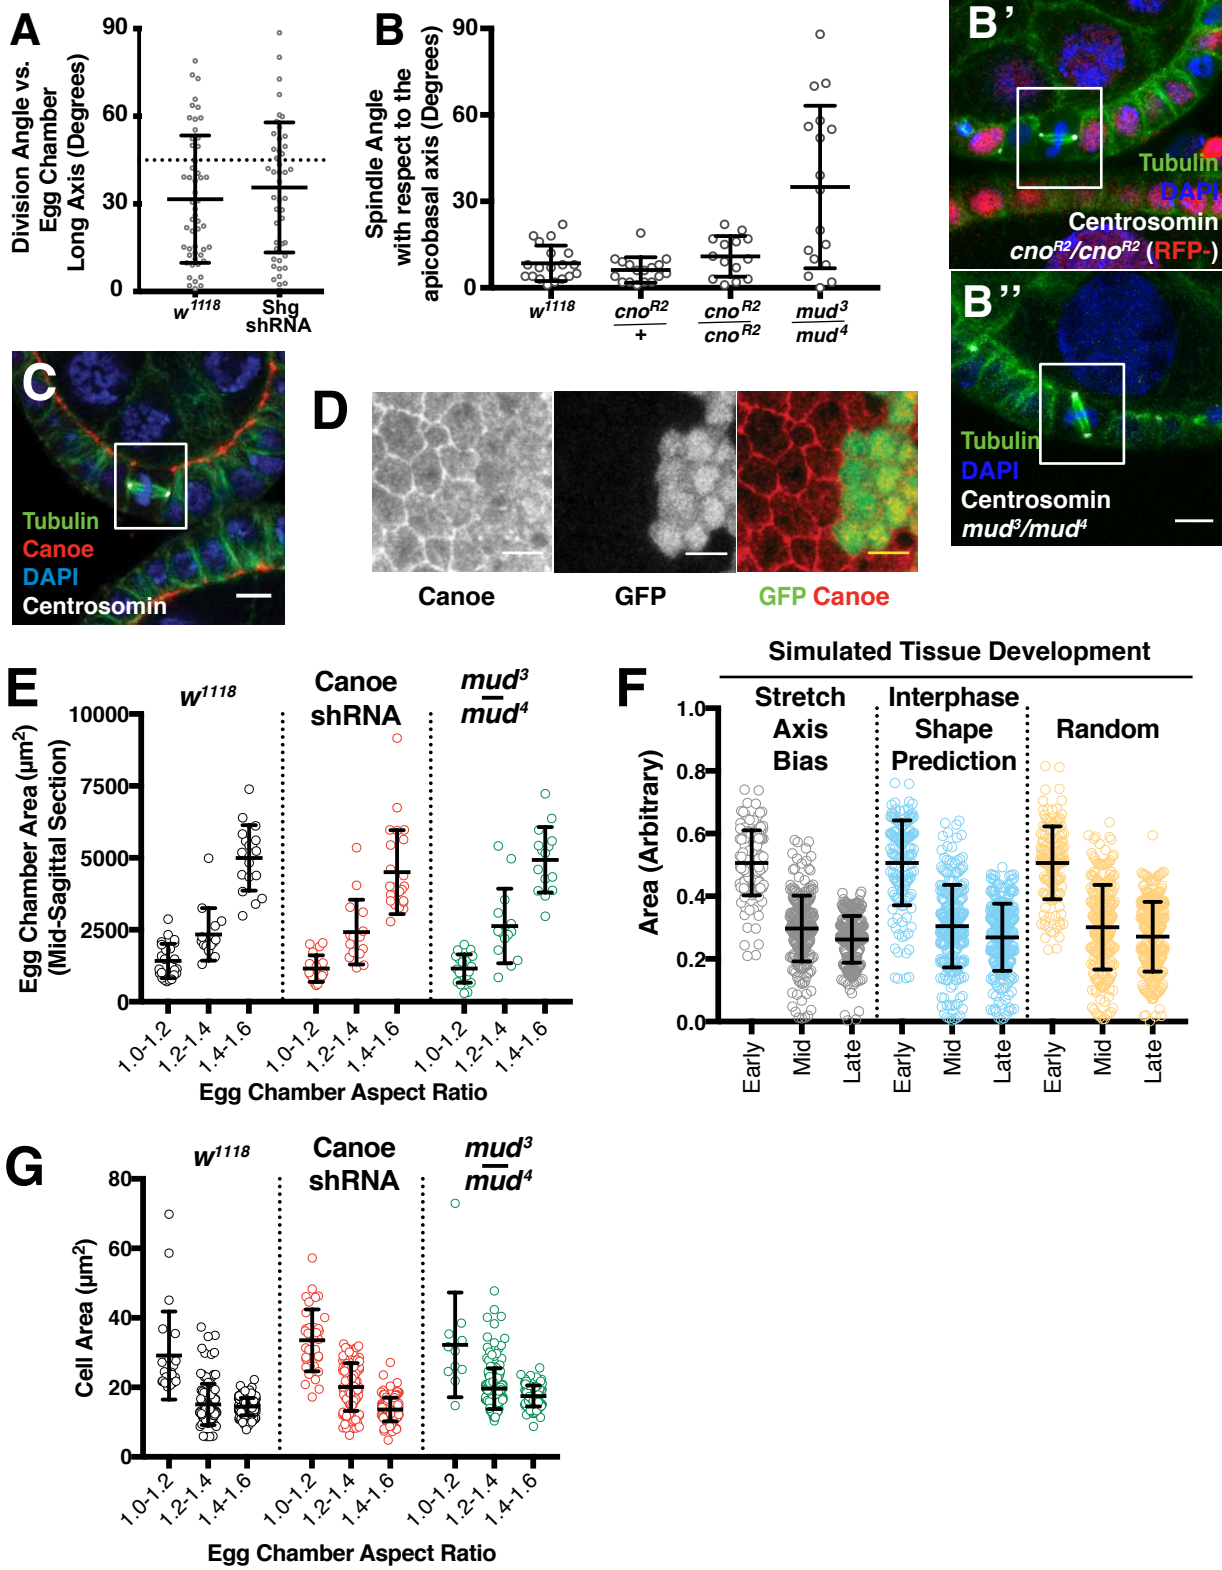 A
Division Angle vs.
Egg Chamber
Long Axis (Degrees)
90
60
30
0
w1118
Shg
shRNA
B
Spindle Angle
with respect to the
apicobasal axis (Degrees)
90
60
30
0
w1118
cnoR2
+
cnoR2
cnoR2
mud3
mud4
B'
Tubulin
DAPI
Centrosomin
cnoR2/cnoR2 (RFP-)
B''
Tubulin
DAPI
Centrosomin
mud3/mud4
C
Tubulin
Canoe
DAPI
Centrosomin
D
Canoe
GFP
GFP Canoe
E
Egg Chamber Area (µm2)
(Mid-Sagittal Section)
w1118
Canoe
shRNA
mud3
mud4
10000
7500
5000
2500
0
1.0-1.2
1.2-1.4
1.4-1.6
1.0-1.2
1.2-1.4
1.4-1.6
1.0-1.2
1.2-1.4
1.4-1.6
Egg Chamber Aspect Ratio
F
Simulated Tissue Development
Stretch
Axis
Bias
Interphase
Shape
Prediction
Random
Area (Arbitrary)
1.0
0.8
0.6
0.4
0.2
0.0
Early
Mid
Late
Early
Mid
Late
Early
Mid
Late
G
w1118
Canoe
shRNA
mud3
mud4
Cell Area (µm2)
80
60
40
20
0
1.0-1.2
1.2-1.4
1.4-1.6
1.0-1.2
1.2-1.4
1.4-1.6
1.0-1.2
1.2-1.4
1.4-1.6
Egg Chamber Aspect Ratio